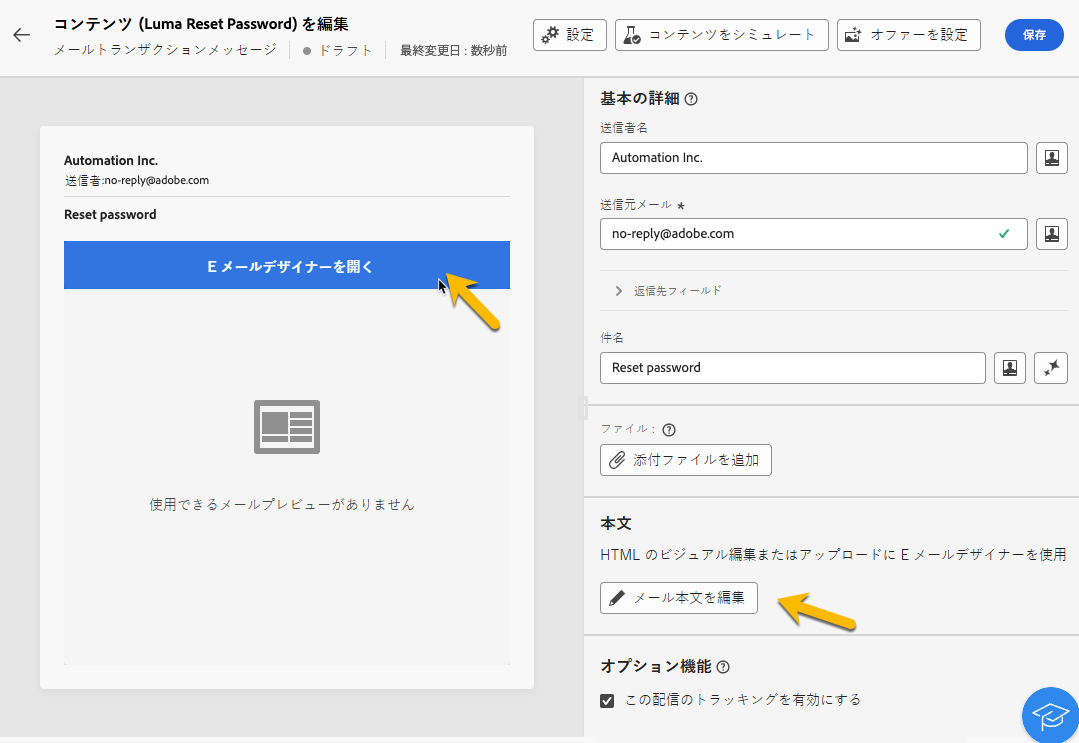 コンテンツ (Luma Reset Password) を編集
メールトランザクションメッセージ
ドラフト
最終変更日 : 数秒前
設定
コンテンツをシミュレート
オファーを設定
保存
Automation Inc.
送信者:no-reply@adobe.com
Reset password
E メールデザイナーを開く
使用できるメールプレビューがありません
基本の詳細
送信者名
Automation Inc.
送信元メール *
no-reply@adobe.com
返信先フィールド
件名
Reset password
ファイル :
添付ファイルを追加
本文
HTML のビジュアル編集またはアップロードに E メールデザイナーを使用
メール本文を編集
オプション機能
この配信のトラッキングを有効にする